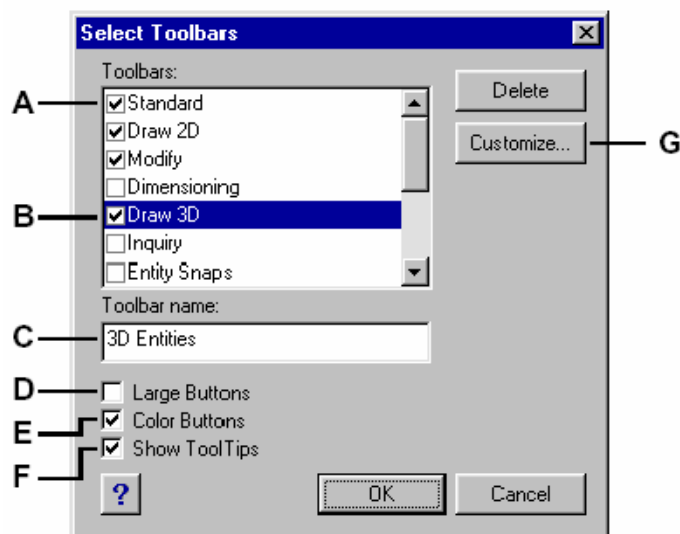 Select Toolbars
Toolbars:
A
Standard
Delete
Draw 2D
Modify
Customize...
G
Dimensioning
B
Draw 3D
Inquiry
Entity Snaps
Toolbar name:
C
3D Entities
D
Large Buttons
E
Color Buttons
F
Show ToolTips
?
OK
Cancel